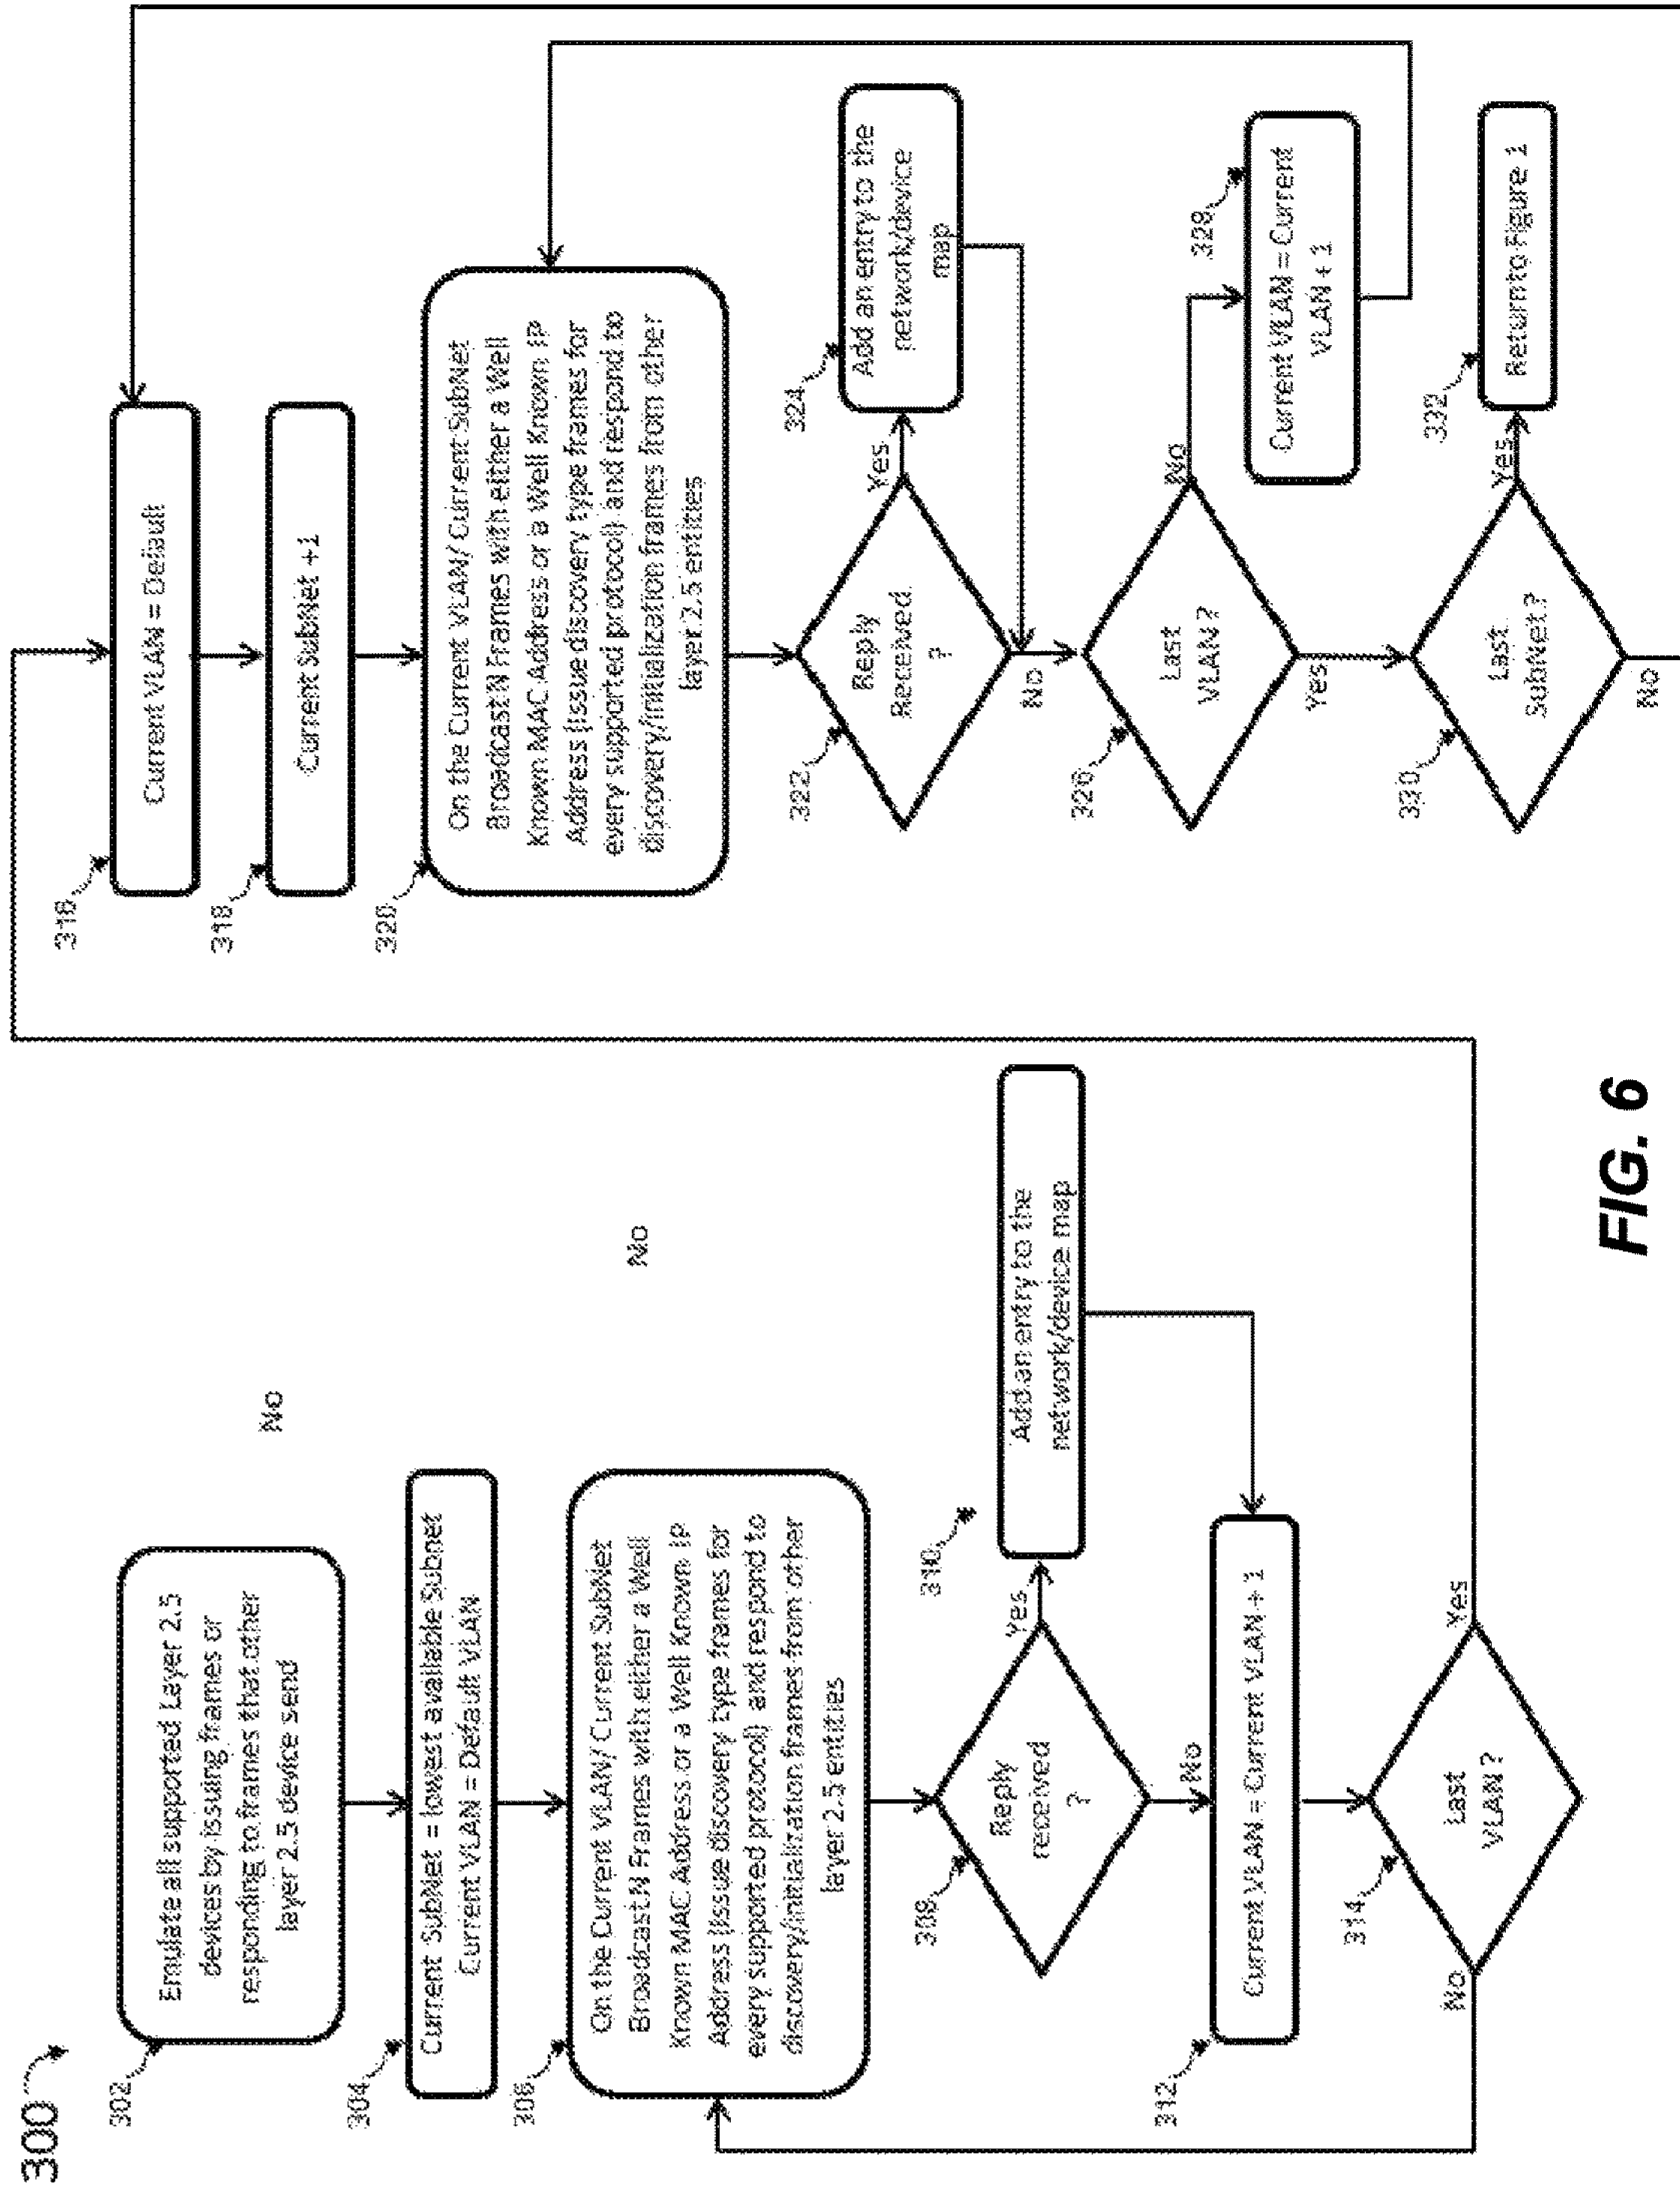 300
302
Emulate all supported Layer 2.5
devices by issuing frames or
responding to frames that other
layer 2.5 device send
No
304
Current SubNet = lowest available Subnet
Current VLAN = Default VLAN
306
On the Current VLAN/ Current SubNet
Broadcast N Frames with either a Well
Known MAC Address or a Well Known IP
Address (Issue discovery type frames for
every supported protocol) and respond to
discovery/initialization frames from other
layer 2.5 entities
No
308
Reply
received
?
Yes
310
Add an entry to the
network/device map
No
312
Current VLAN = Current VLAN + 1
314
Last
VLAN?
No
Yes
316
Current VLAN = Default
318
Current SubNet +1
320
On the Current VLAN/ Current SubNet
Broadcast N Frames with either a Well
Known MAC Address or a Well Known IP
Address (Issue discovery type frames for
every supported protocol) and respond to
discovery/initialization frames from other
layer 2.5 entities
322
Reply
Received
?
Yes
324
Add an entry to the
network/device
map
No
326
Last
VLAN?
No
328
Current VLAN = Current
VLAN + 1
Yes
330
Last
SubNet?
Yes
332
Return to Figure 1
No
FIG. 6